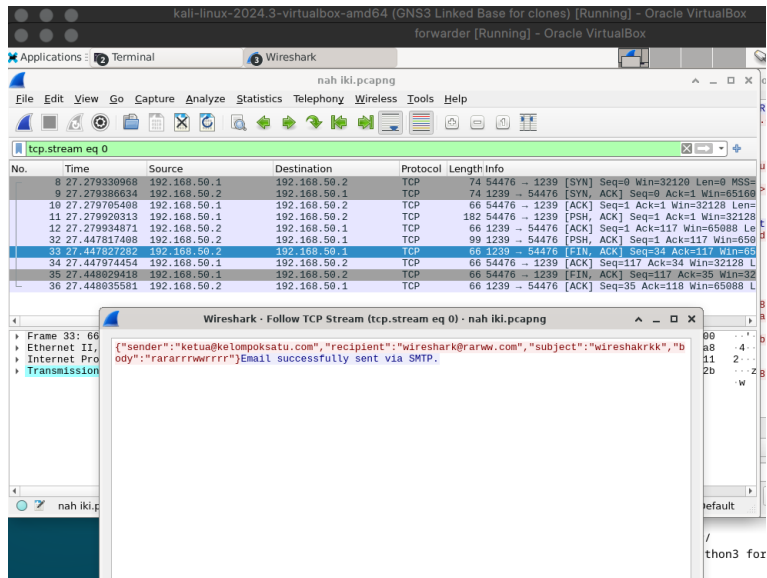 kali-linux-2024.3-virtualbox-amd64 (GNS3 Linked Base for clones) [Running] - Oracle VirtualBox
forwarder [Running] - Oracle VirtualBox
Applications Terminal Wireshark
nah iki.pcapng
File Edit View Go Capture Analyze Statistics Telephony Wireless Tools Help
tcp.stream eq 0
No. Time Source Destination Protocol Length Info
8 27.279330968 192.168.50.1 192.168.50.2 TCP 74 54476 → 1239 [SYN] Seq=0 Win=32120 Len=0 MSS=
9 27.279386634 192.168.50.2 192.168.50.1 TCP 74 1239 → 54476 [SYN, ACK] Seq=0 Ack=1 Win=65160
10 27.279705408 192.168.50.1 192.168.50.2 TCP 66 54476 → 1239 [ACK] Seq=1 Ack=1 Win=32128 Len=
11 27.279920313 192.168.50.1 192.168.50.2 TCP 182 54476 → 1239 [PSH, ACK] Seq=1 Ack=1 Win=32128
12 27.279934871 192.168.50.2 192.168.50.1 TCP 66 1239 → 54476 [ACK] Seq=1 Ack=117 Win=65088 Le
32 27.447817408 192.168.50.2 192.168.50.1 TCP 99 1239 → 54476 [PSH, ACK] Seq=1 Ack=117 Win=650
33 27.447827282 192.168.50.2 192.168.50.1 TCP 66 1239 → 54476 [FIN, ACK] Seq=34 Ack=117 Win=65
34 27.447974454 192.168.50.1 192.168.50.2 TCP 66 54476 → 1239 [ACK] Seq=117 Ack=34 Win=32128 L
35 27.448029418 192.168.50.1 192.168.50.2 TCP 66 54476 → 1239 [FIN, ACK] Seq=117 Ack=35 Win=32
36 27.448035581 192.168.50.2 192.168.50.1 TCP 66 1239 → 54476 [ACK] Seq=35 Ack=118 Win=65088 L
Wireshark · Follow TCP Stream (tcp.stream eq 0) · nah iki.pcapng
Frame 33: 66
Ethernet II,
Internet Pro
Transmission
{"sender":"ketua@kelompoksatu.com","recipient":"wireshark@rarww.com","subject":"wireshakrkk","b
ody":"rararrrwwrrrr"}Email successfully sent via SMTP.
nah iki.p
Default
thon3 for